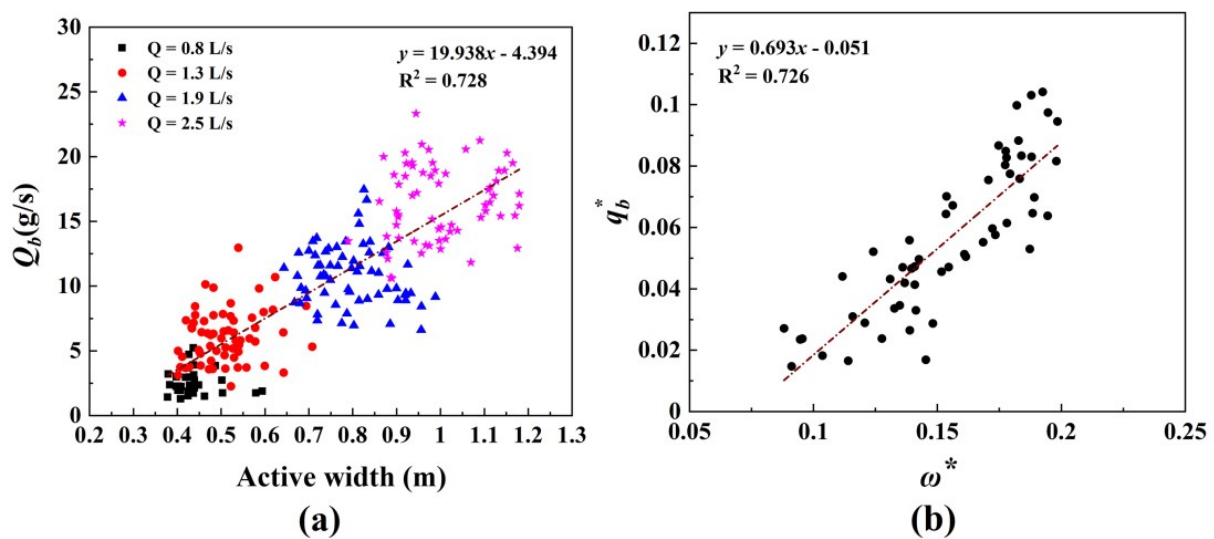 30
25
20
15
10
5
0
Q_b(g/s)
Q = 0.8 L/s
Q = 1.3 L/s
Q = 1.9 L/s
Q = 2.5 L/s
y = 19.938x - 4.394
R² = 0.728
0.2 0.3 0.4 0.5 0.6 0.7 0.8 0.9 1 1.1 1.2 1.3
Active width (m)
(a)
0.12
0.1
0.08
0.06
0.04
0.02
0
q_b^*
y = 0.693x - 0.051
R² = 0.726
0.05 0.1 0.15 0.2 0.25
ω*
(b)